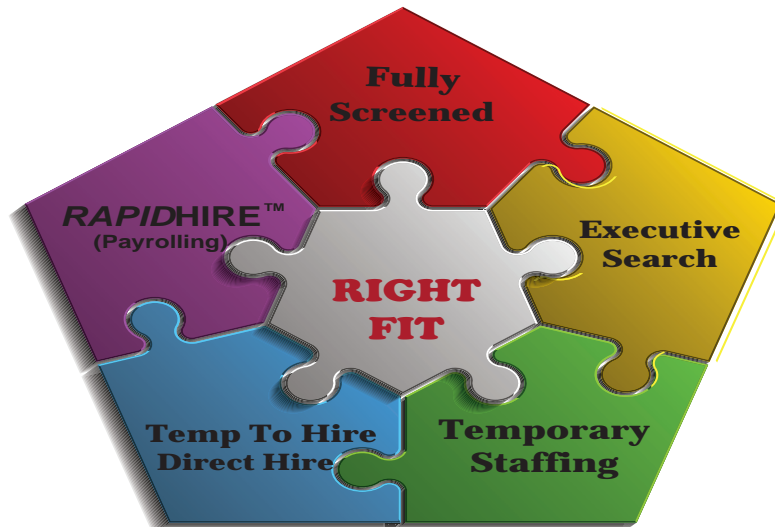 Fully
Screened
RAPIDHIRE™
(Payrolling)
Executive
Search
RIGHT
FIT
Temp To Hire
Direct Hire
Temporary
Staffing